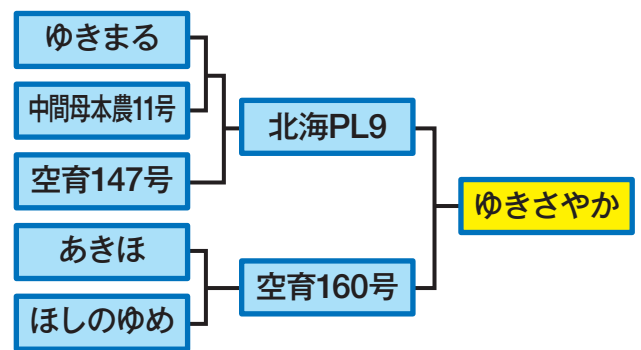 ゆきまる
中間母本農11号
北海PL9
空育147号
ゆきさやか
あきほ
空育160号
ほしのゆめ